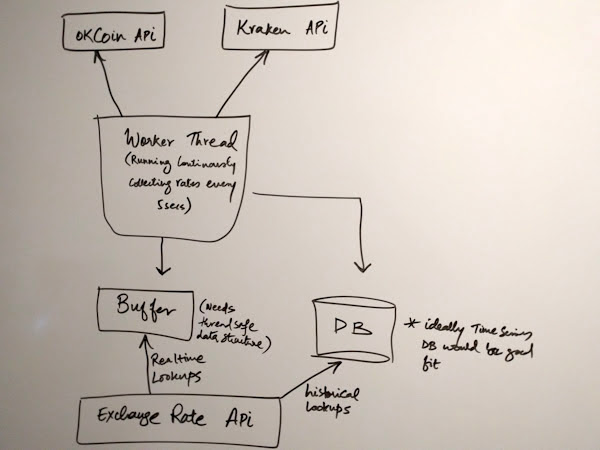 OKCoin Api
Kraken API
Worker Thread
(Running Continously
Collecting rates every
5secs)
Buffer
(Needs
threadsafe
data structure)
DB
* ideally Time Series
DB would be good
fit
Realtime
Lookups
historical
Lookups
Exchange Rate Api